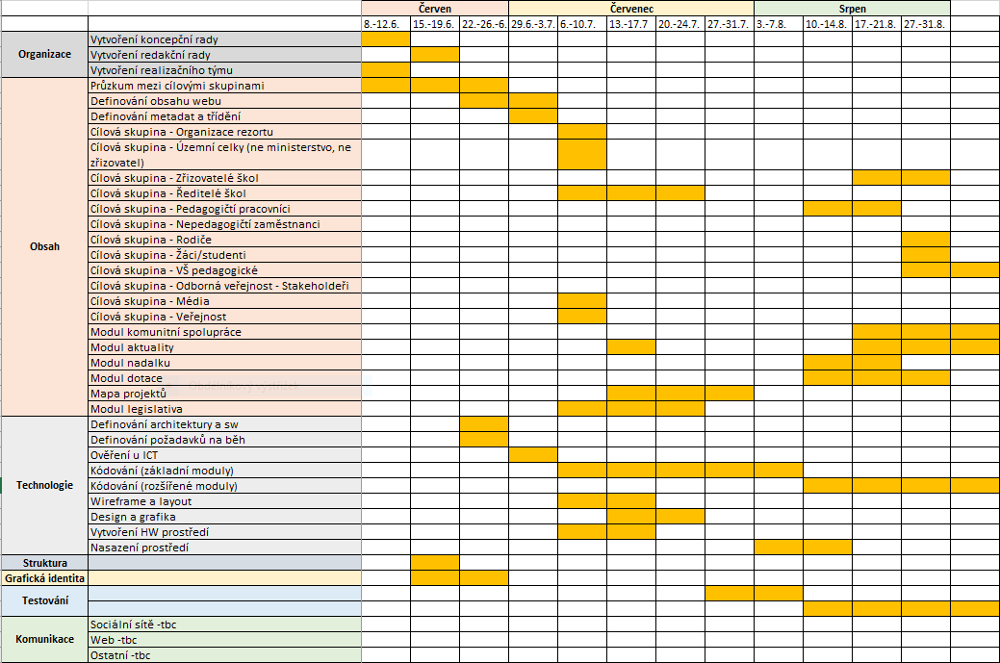 Červen Červenec Srpen
8.-12.6. 15.-19.6. 22.-26.-6. 29.6.-3.7. 6.-10.7. 13.-17.7 20.-24.7. 27.-31.7. 3.-7.8. 10.-14.8. 17.-21.8. 27.-31.8.
Organizace
Vytvoření koncepční rady
Vytvoření redakční rady
Vytvoření realizačního týmu
Obsah
Průzkum mezi cílovými skupinami
Definování obsahu webu
Definování metadat a třídění
Cílová skupina - Organizace rezortu
Cílová skupina - Územní celky (ne ministerstvo, ne
zřizovatel)
Cílová skupina - Zřizovatelé škol
Cílová skupina - Ředitelé škol
Cílová skupina - Pedagogičtí pracovníci
Cílová skupina - Nepedagogičtí zaměstnanci
Cílová skupina - Rodiče
Cílová skupina - Žáci/studenti
Cílová skupina - VŠ pedagogické
Cílová skupina - Odborná veřejnost - Stakeholdeři
Cílová skupina - Média
Cílová skupina - Veřejnost
Modul komunitní spolupráce
Modul aktuality
Modul nadalku
Modul dotace
Mapa projektů
Modul legislativa
Technologie
Definování architektury a sw
Definování požadavků na běh
Ověření u ICT
Kódování (základní moduly)
Kódování (rozšířené moduly)
Wireframe a layout
Design a grafika
Vytvoření HW prostředí
Nasazení prostředí
Struktura
Grafická identita
Testování
Komunikace
Sociální sítě -tbc
Web -tbc
Ostatní -tbc